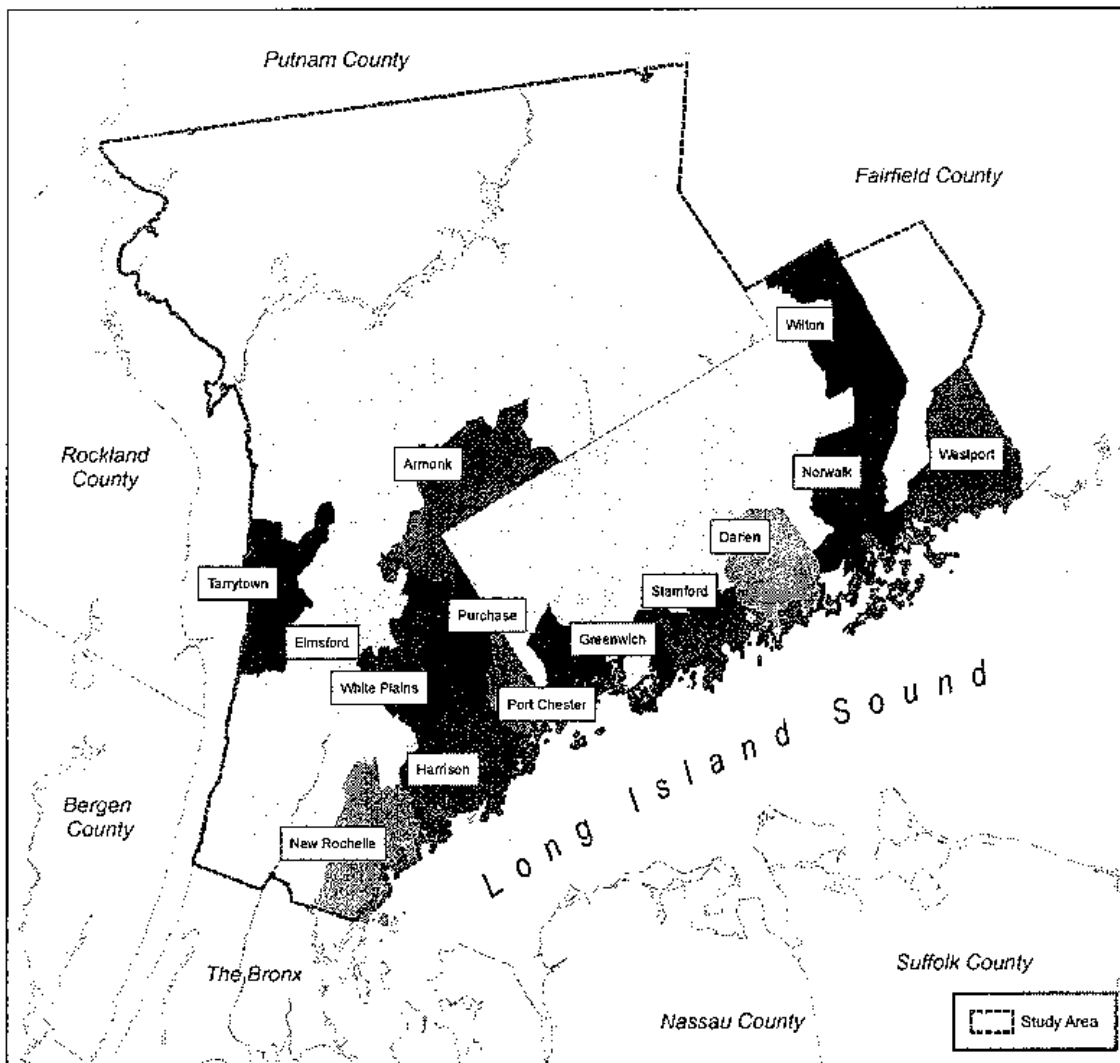 Putnam County
Fairfield County
Wilton
Rockland
County
Armonk
Norwalk
Westport
Darien
Tarrytown
Stamford
Purchase
Elmsford
Greenwich
White Plains
Port Chester
Harrison
Long Island Sound
Bergen
County
New Rochelle
The Bronx
Suffolk County
Nassau County
Study Area